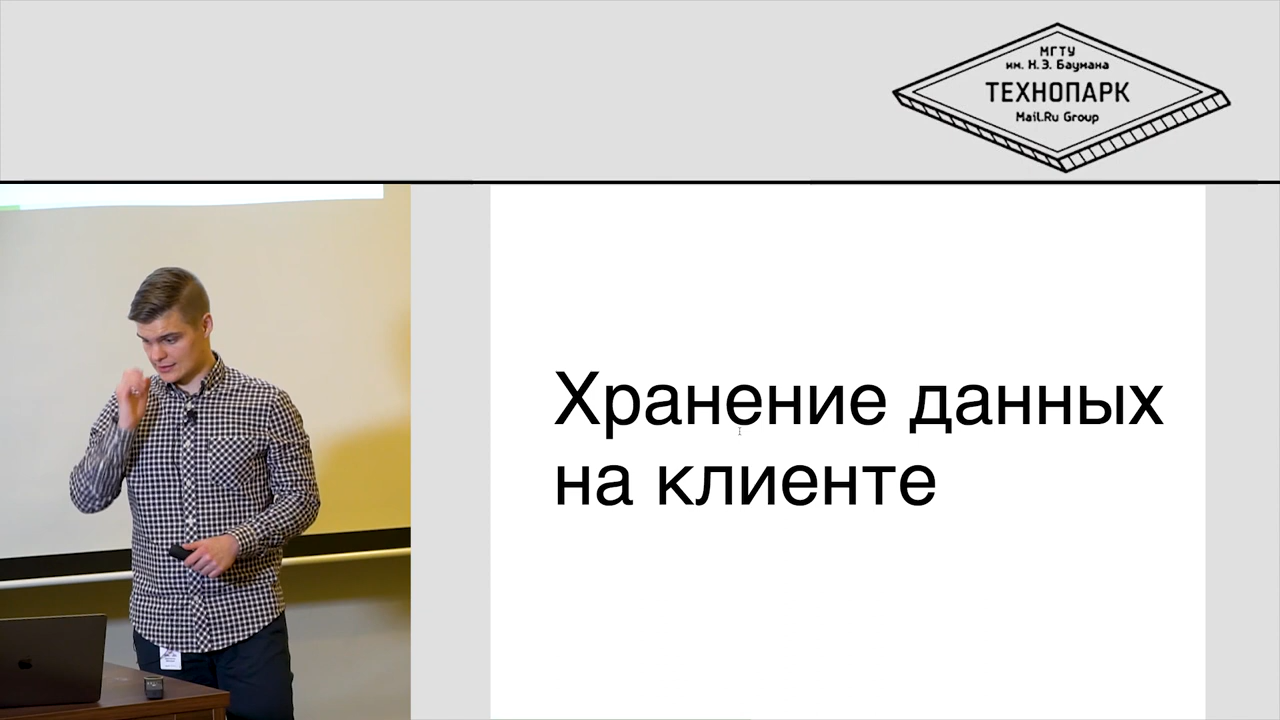 МГТУ
им. Н.Э. Баумана
ТЕХНОПАРК
Mail.Ru Group
Хранение данных
на клиенте